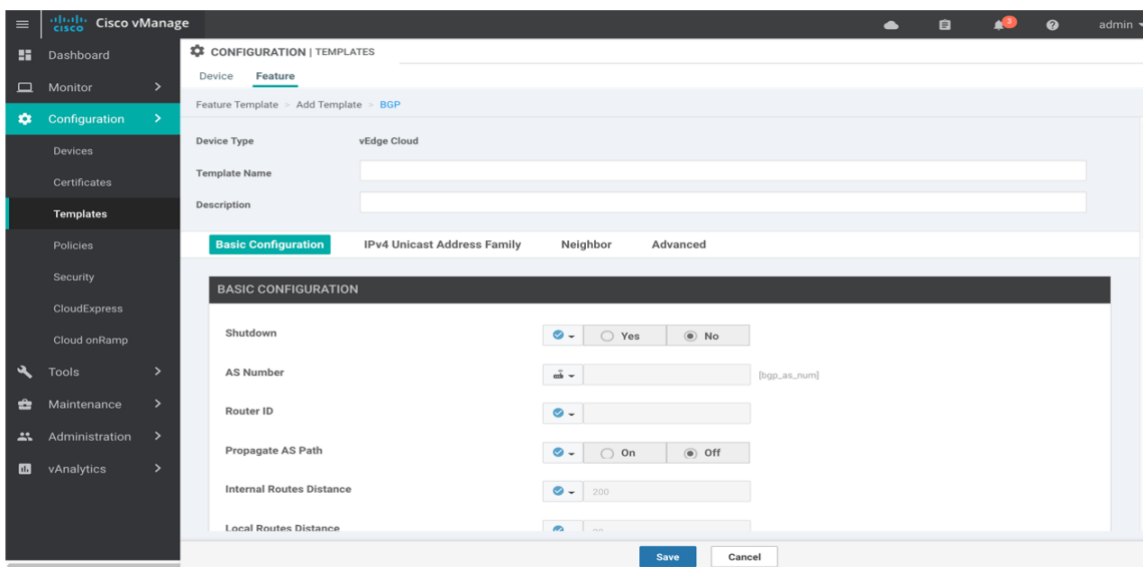 cisco Cisco vManage
3
admin
Dashboard
Monitor
Configuration
Devices
Certificates
Templates
Policies
Security
CloudExpress
Cloud onRamp
Tools
Maintenance
Administration
vAnalytics
CONFIGURATION | TEMPLATES
Device Feature
Feature Template > Add Template > BGP
Device Type vEdge Cloud
Template Name
Description
Basic Configuration IPv4 Unicast Address Family Neighbor Advanced
BASIC CONFIGURATION
Shutdown Yes No
AS Number [bgp_as_num]
Router ID
Propagate AS Path On Off
Internal Routes Distance 200
Local Routes Distance
Save Cancel